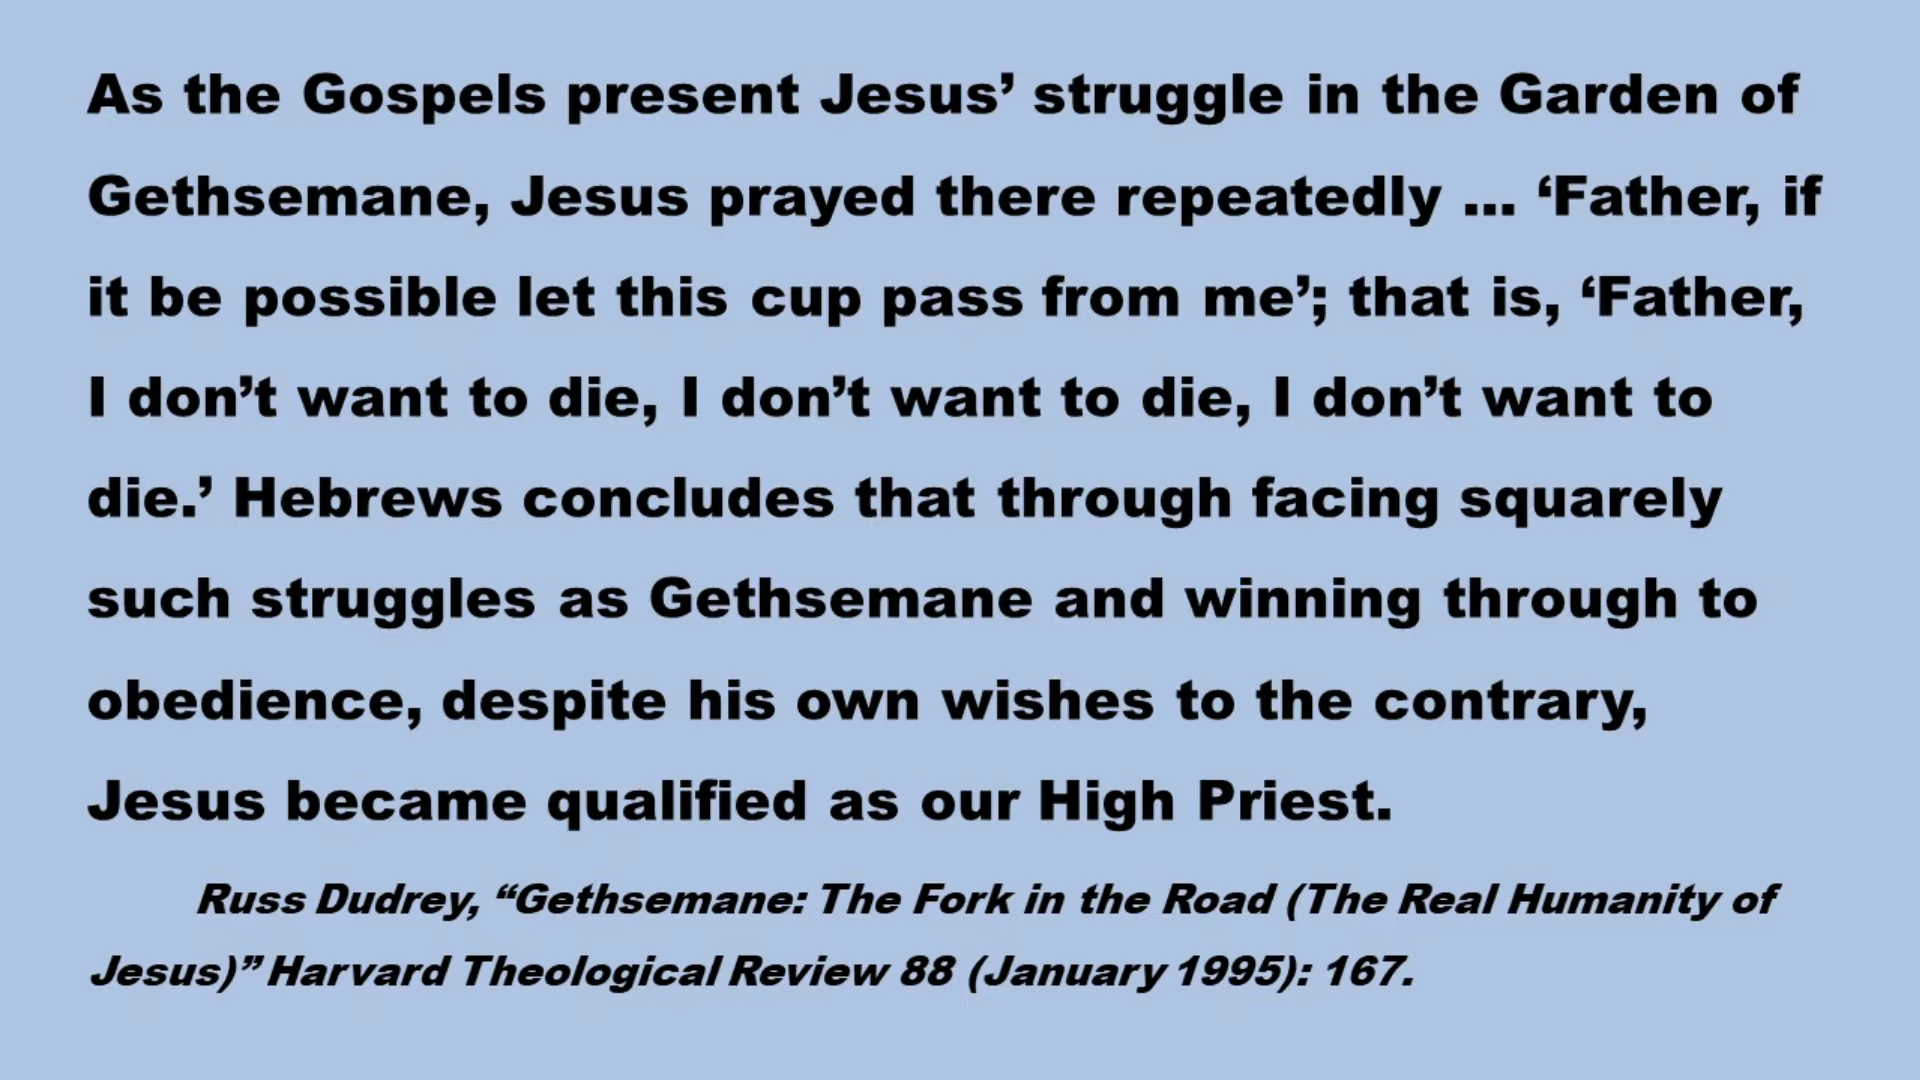 As the Gospels present Jesus’ struggle in the Garden of
Gethsemane, Jesus prayed there repeatedly ... ‘Father, if
it be possible let this cup pass from me’; that is, ‘Father,
I don’t want to die, I don’t want to die, I don’t want to
die.’ Hebrews concludes that through facing squarely
such struggles as Gethsemane and winning through to
obedience, despite his own wishes to the contrary,
Jesus became qualified as our High Priest.
Russ Dudrey, “Gethsemane: The Fork in the Road (The Real Humanity of
Jesus)” Harvard Theological Review 88 (January 1995): 167.